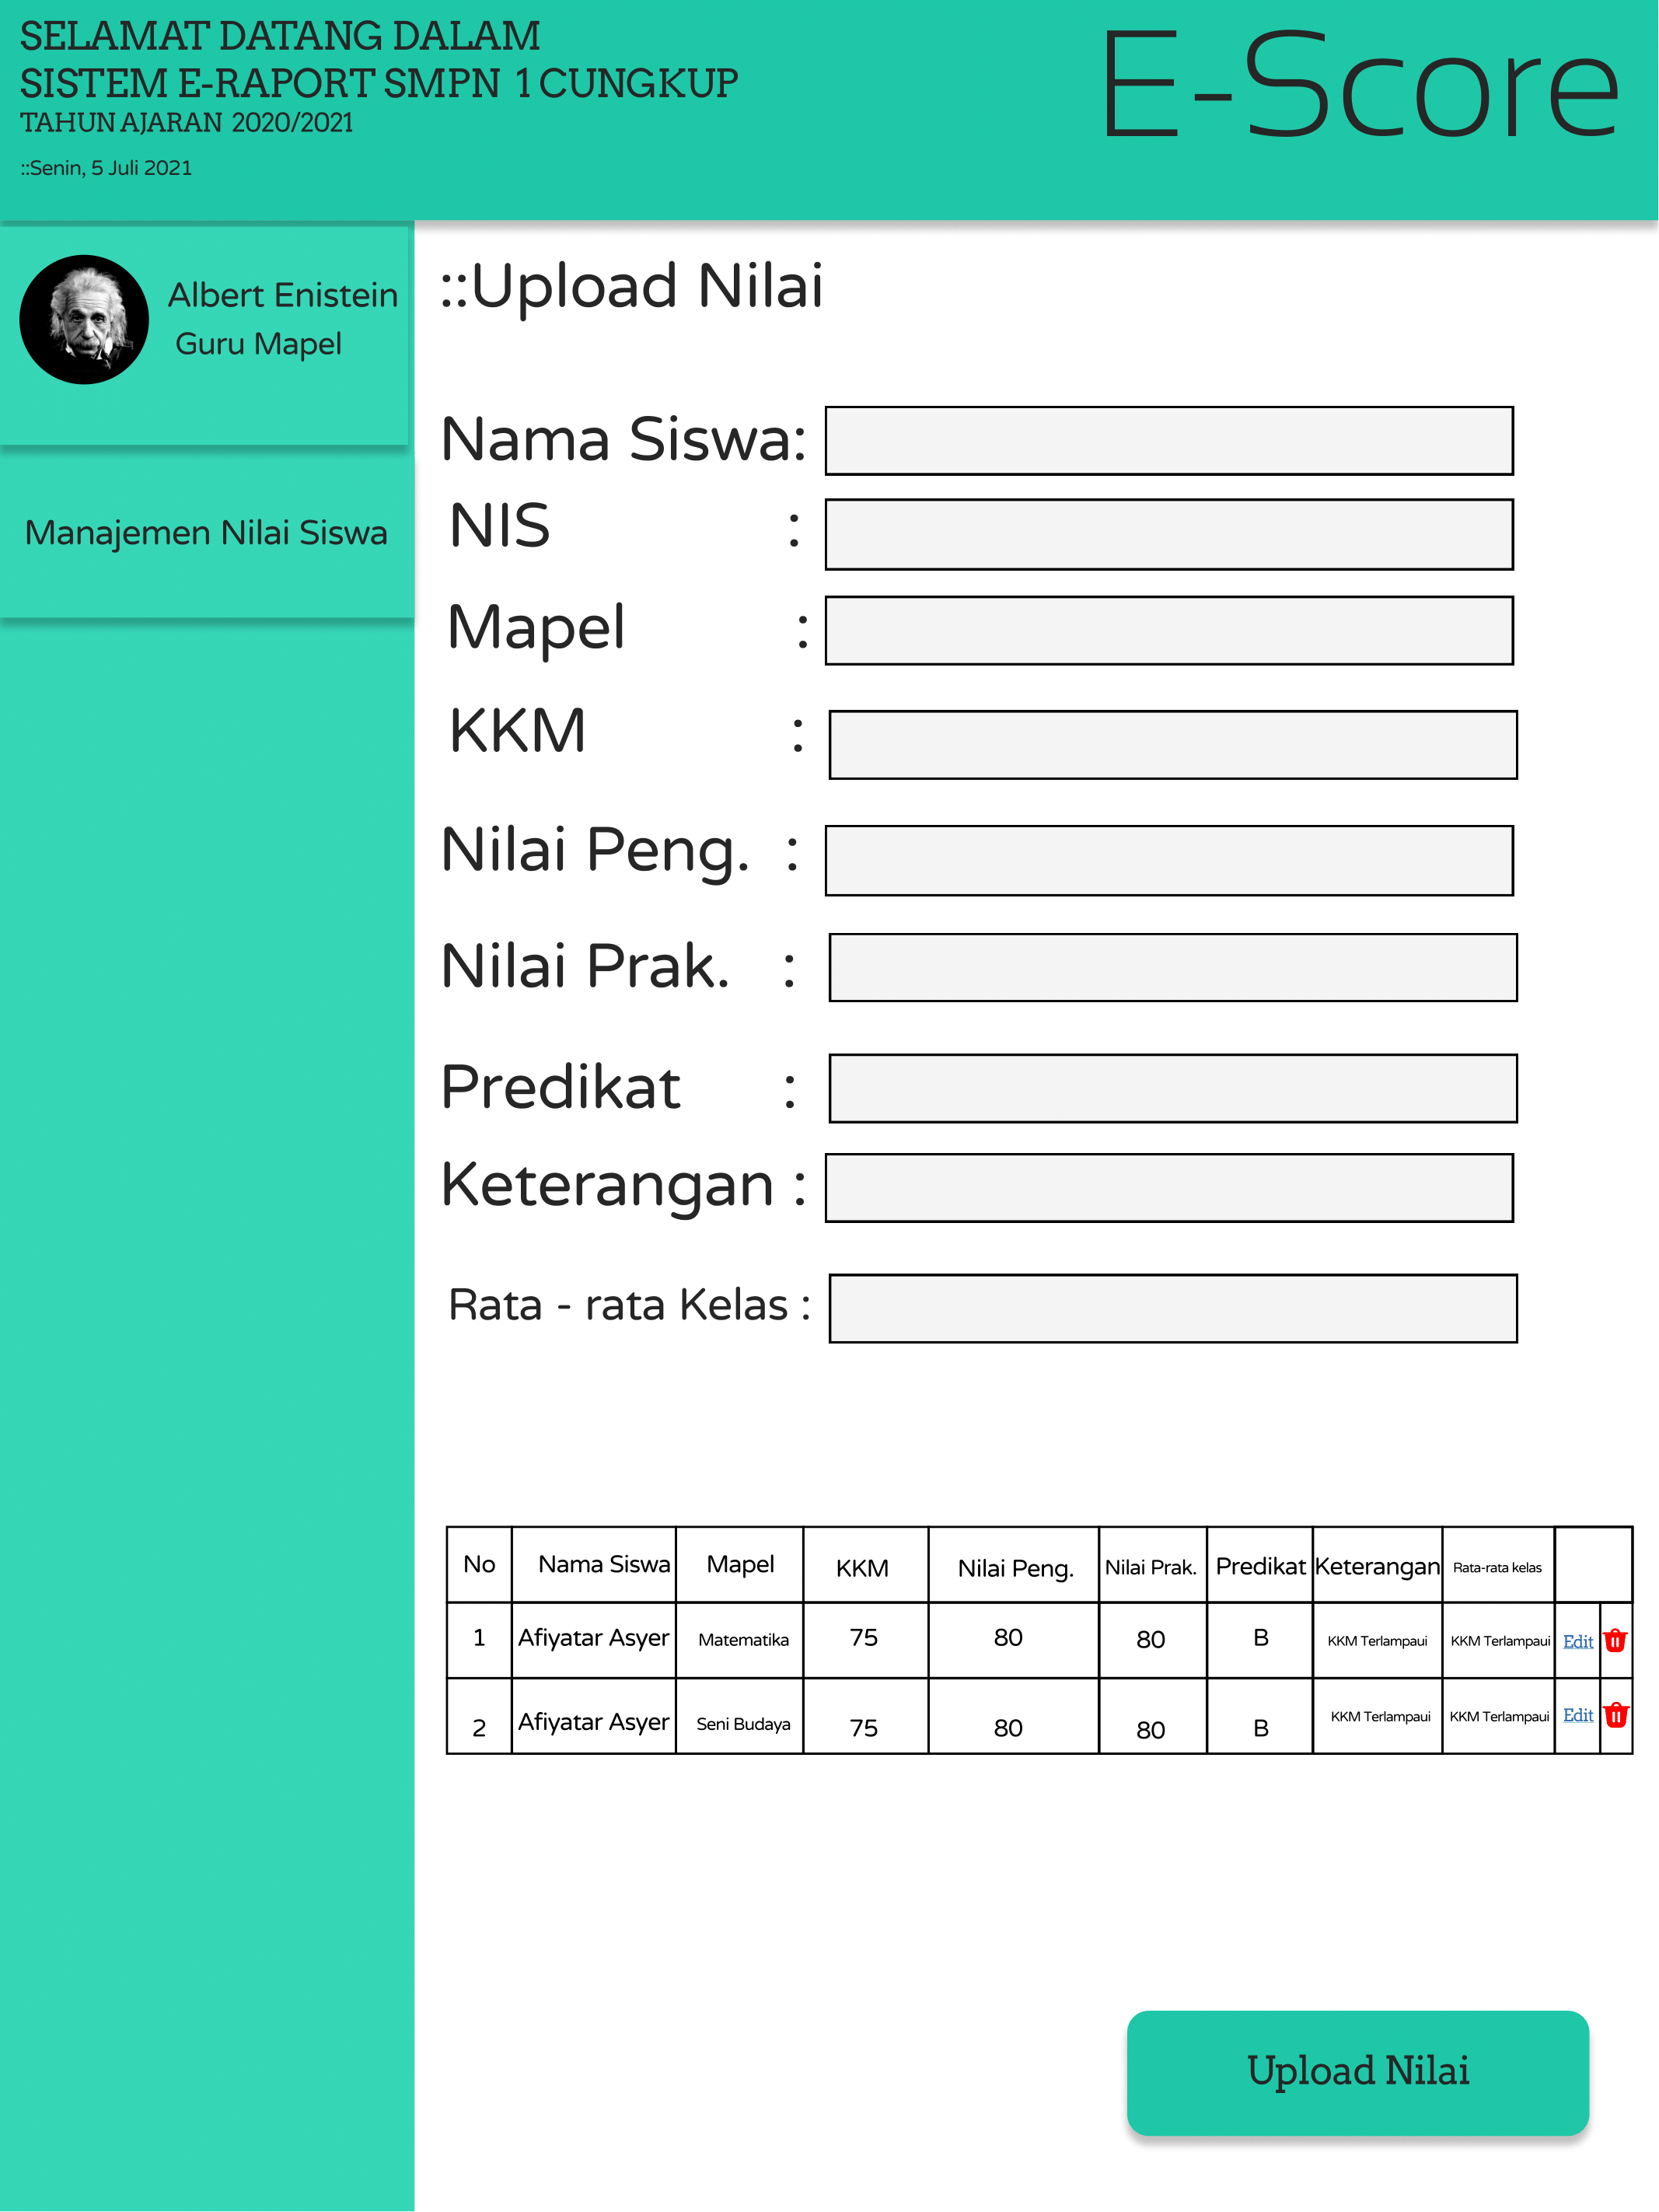 SELAMAT DATANG DALAM
SISTEM E-RAPORT SMPN 1 CUNGKUP
TAHUN AJARAN 2020/2021
::Senin, 5 Juli 2021
E-Score
Albert Enistein
Guru Mapel
Manajemen Nilai Siswa
::Upload Nilai
Nama Siswa:
NIS :
Mapel :
KKM :
Nilai Peng. :
Nilai Prak. :
Predikat :
Keterangan :
Rata - rata Kelas :
No Nama Siswa Mapel KKM Nilai Peng. Nilai Prak. Predikat Keterangan Rata-rata kelas
1 Afiyatar Asyer Matematika 75 80 80 B KKM Terlampaui KKM Terlampaui Edit
2 Afiyatar Asyer Seni Budaya 75 80 80 B KKM Terlampaui KKM Terlampaui Edit
Upload Nilai